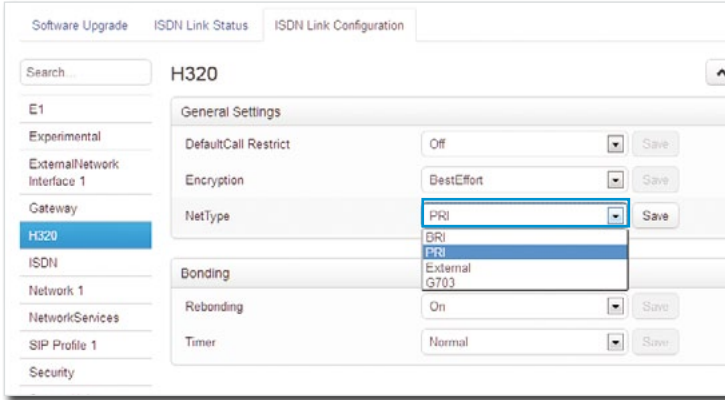 Software Upgrade ISDN Link Status ISDN Link Configuration
Search...
H320
E1
Experimental
ExternalNetwork
Interface 1
Gateway
H320
ISDN
Network 1
NetworkServices
SIP Profile 1
Security
General Settings
DefaultCall Restrict Off Save
Encryption BestEffort Save
NetType PRI Save
BRI
PRI
External
G703
Bonding
Rebonding On Save
Timer Normal Save